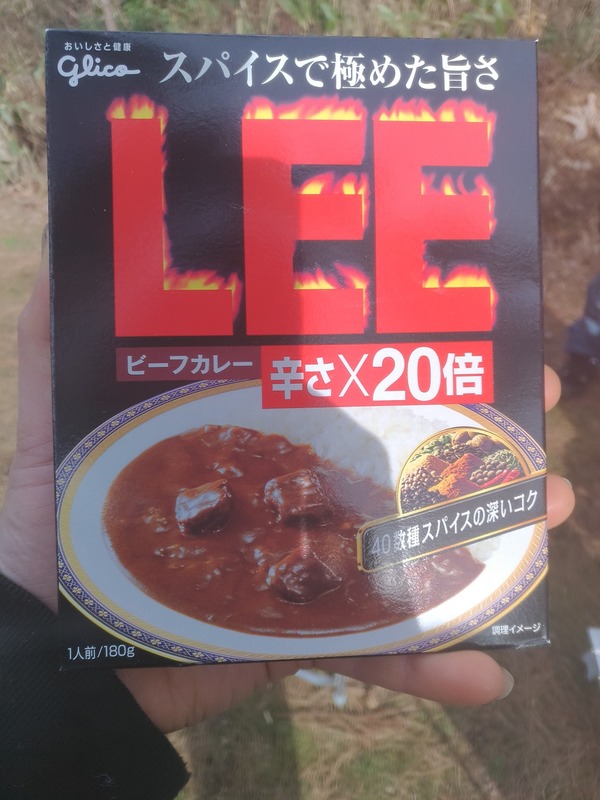 おいしさと健康
glico
スパイスで極めた旨さ
LEE
ビーフカレー
辛さ×20倍
40数種スパイスの深いコク
調理イメージ
1人前/180g